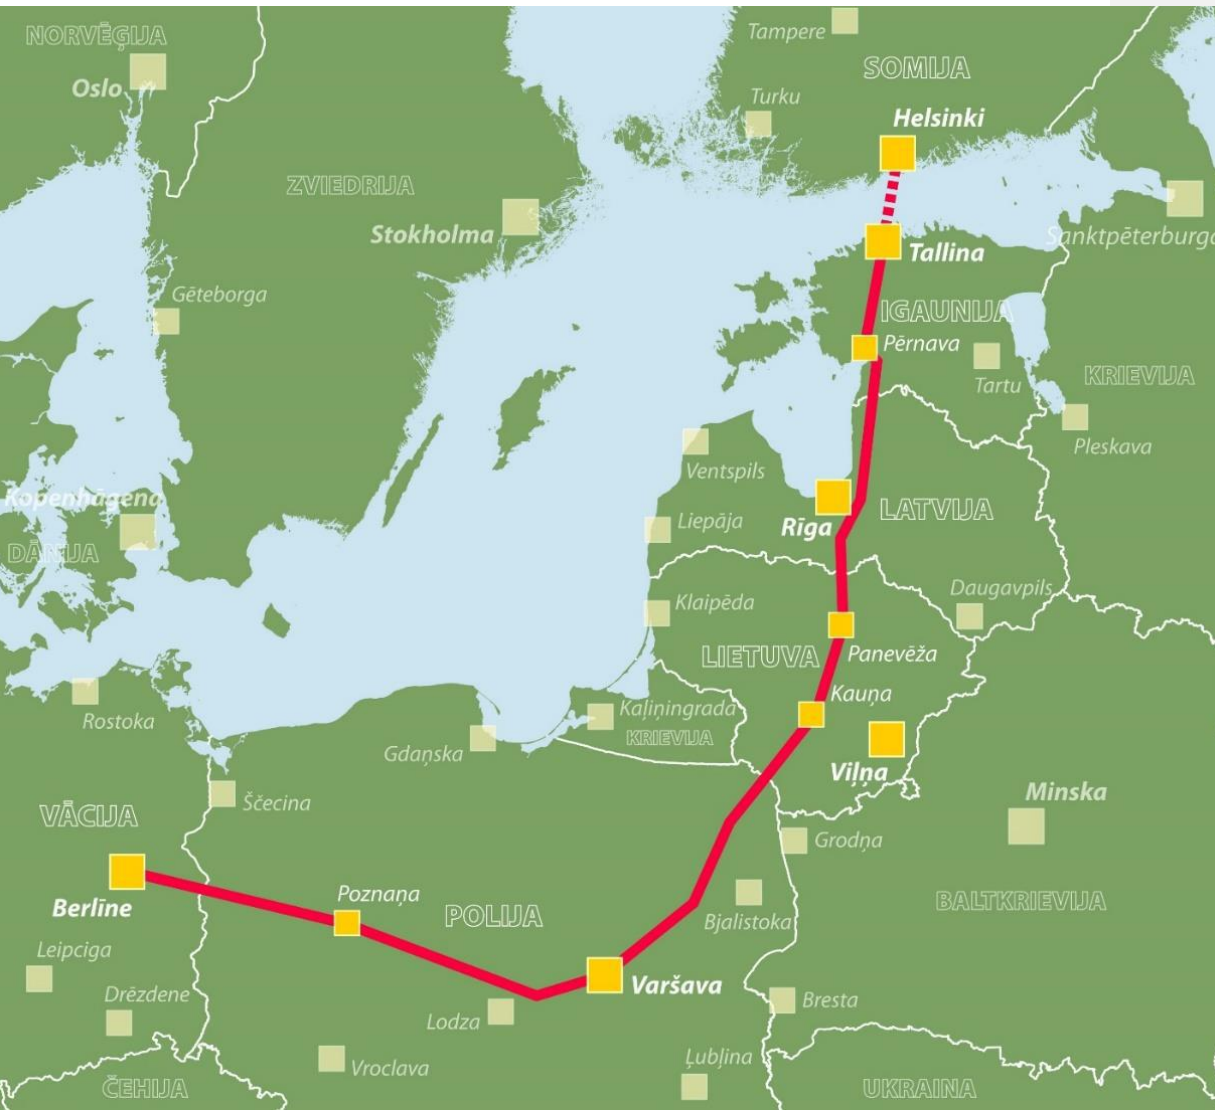 Tampere
NORVĒĢIJA
SOMIJA
Oslo
Turku
Helsinki
ZVIEDRIJA
Stokholma
Sanktpēterburga
Tallina
Gēteborga
IGAUNIJA
Pērnava
Tartu
KRIEVIJA
Pleskava
Ventspils
Kopenhāgena
LATVIJA
Liepāja
Rīga
DĀNIJA
Daugavpils
Klaipēda
Panevēža
LIETUVA
Kauņa
Kaļiņingrada
Rostoka
KRIEVIJA
Gdaņska
Viļņa
Minska
Ščecina
VĀCIJA
Grodņa
Poznaņa
BALTKRIEVIJA
Berlīne
POLIJA
Bjalistoka
Leipciga
Varšava
Drēzdene
Bresta
Lodza
Ļubļina
Vroclava
ČEHIJA
UKRAINA